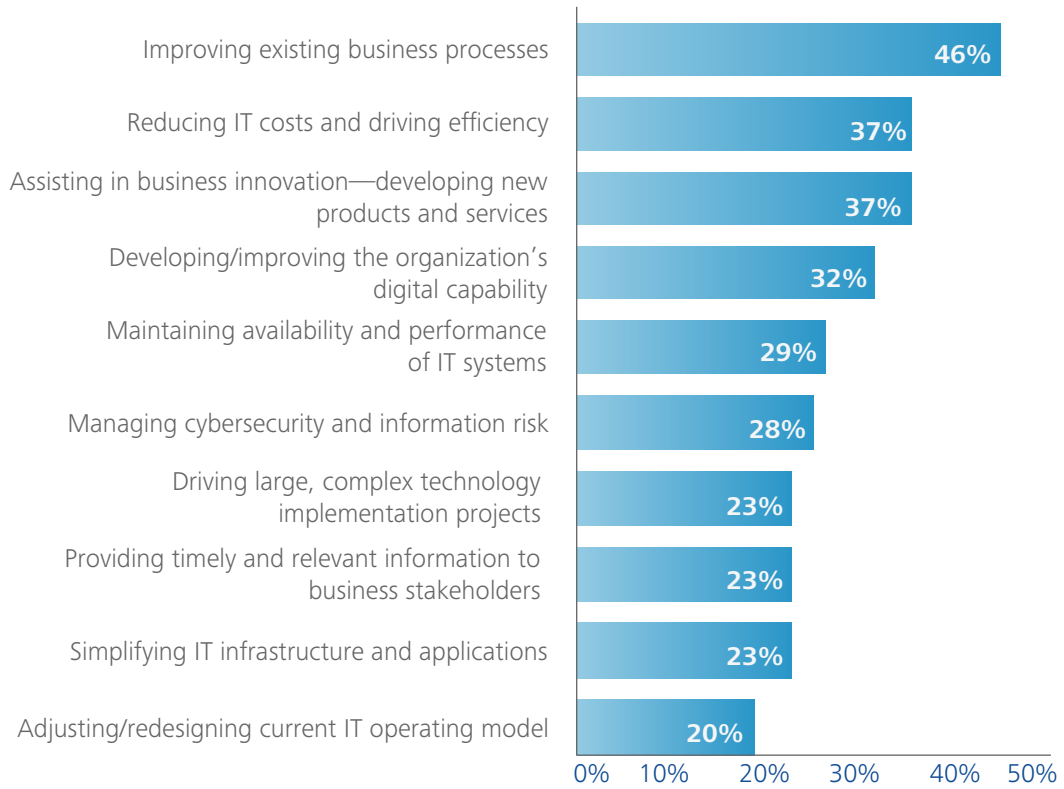 Improving existing business processes
46%
Reducing IT costs and driving efficiency
37%
Assisting in business innovation—developing new
products and services
37%
Developing/improving the organization’s
digital capability
32%
Maintaining availability and performance
of IT systems
29%
Managing cybersecurity and information risk
28%
Driving large, complex technology
implementation projects
23%
Providing timely and relevant information to
business stakeholders
23%
Simplifying IT infrastructure and applications
23%
Adjusting/redesigning current IT operating model
20%
0% 10% 20% 30% 40% 50%